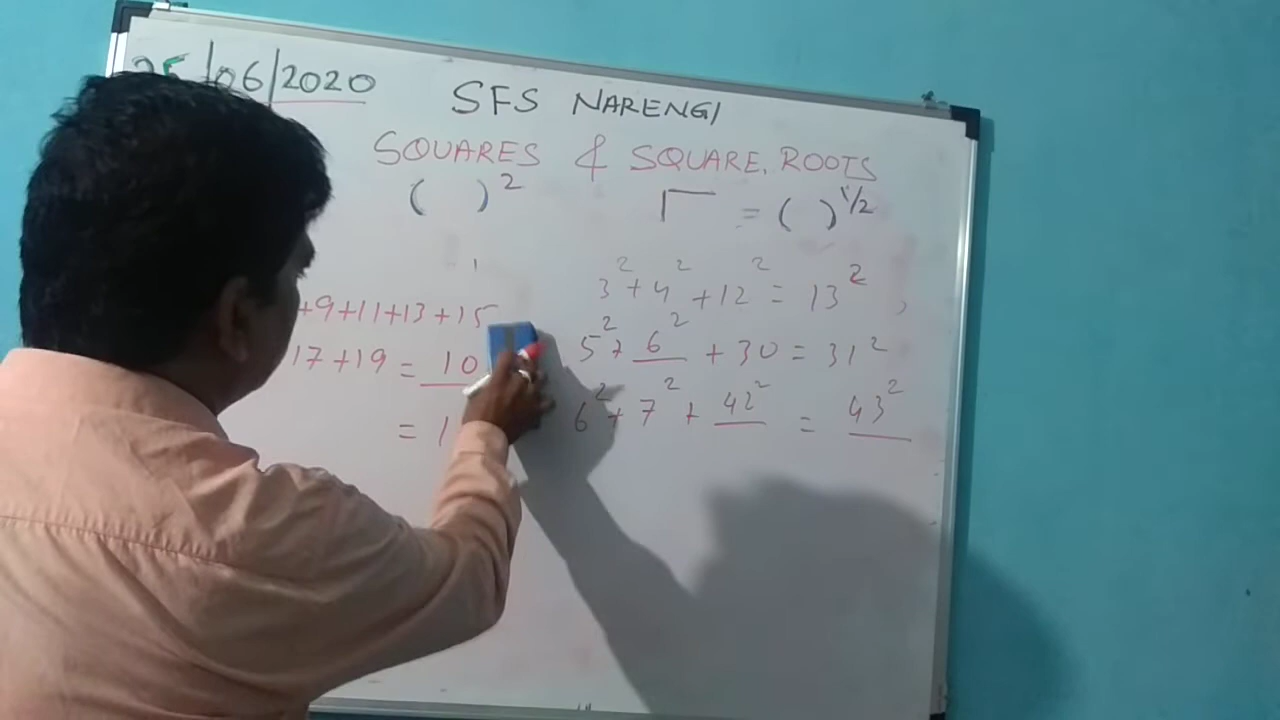 25/06/2020
SFS NARENGI
SQUARES & SQUARE ROOTS
( )² √ = ( )^1/2
+9+11+13+15
17+19 = 10
= 1
3² + 4² + 12² = 13²,
5² + 6² + 30 = 31²
6² + 7² + 42² = 43²